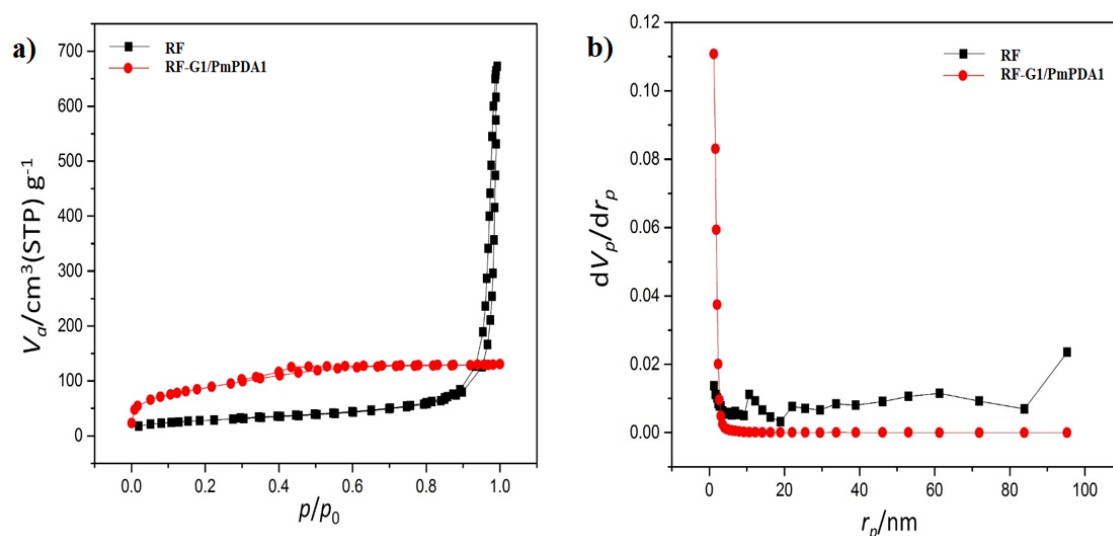 a)
RF
RF-G1/PmPDA1
700
600
500
400
300
200
100
0
Va/cm³(STP) g⁻¹
0.0 0.2 0.4 0.6 0.8 1.0
p/p₀
b)
RF
RF-G1/PmPDA1
0.12
0.10
0.08
0.06
0.04
0.02
0.00
dVp/drp
0 20 40 60 80 100
rp/nm